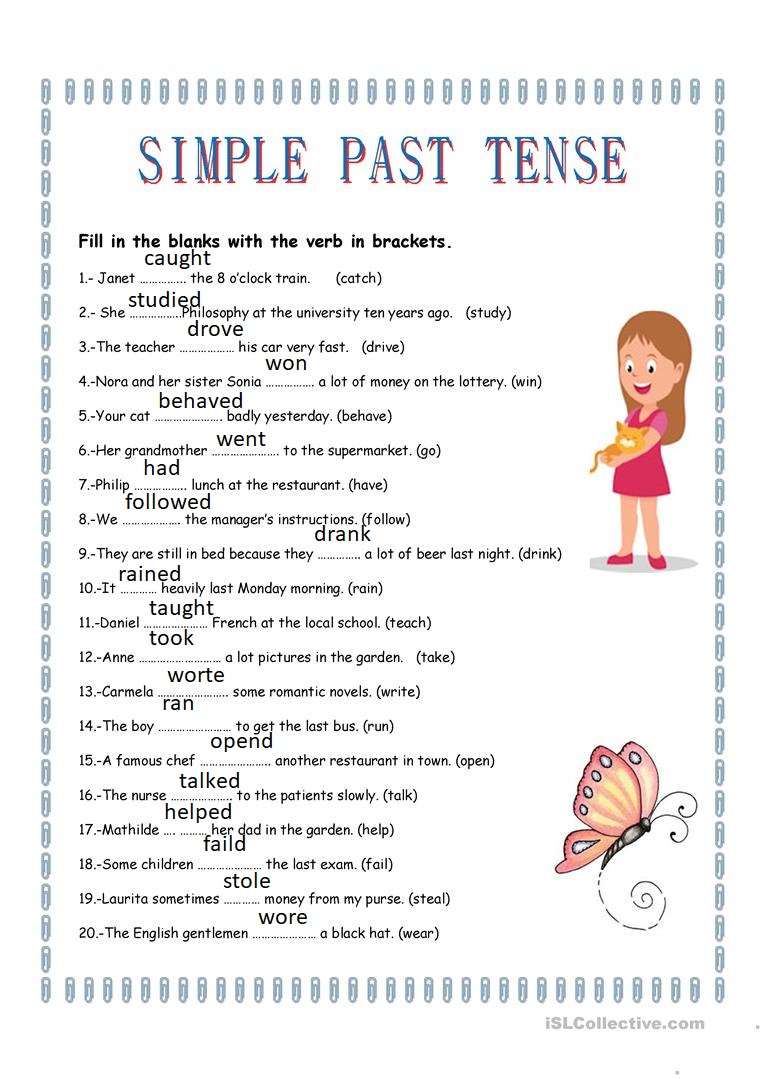 SIMPLE PAST TENSE
Fill in the blanks with the verb in brackets.
caught
1.- Janet .............. the 8 o’clock train. (catch)
studied
2.- She ................Philosophy at the university ten years ago. (study)
drove
3.-The teacher ................ his car very fast. (drive)
won
4.-Nora and her sister Sonia .............. a lot of money on the lottery. (win)
behaved
5.-Your cat .................... badly yesterday. (behave)
went
6.-Her grandmother .................... to the supermarket. (go)
had
7.-Philip ................ lunch at the restaurant. (have)
followed
8.-We .................. the manager’s instructions. (follow)
drank
9.-They are still in bed because they ............. a lot of beer last night. (drink)
rained
10.-It ............ heavily last Monday morning. (rain)
taught
11.-Daniel .................... French at the local school. (teach)
took
12.-Anne ......................... a lot pictures in the garden. (take)
worte
13.-Carmela ...................... some romantic novels. (write)
ran
14.-The boy ...................... to get the last bus. (run)
opend
15.-A famous chef ...................... another restaurant in town. (open)
talked
16.-The nurse ................... to the patients slowly. (talk)
helped
17.-Mathilde .... ......... her dad in the garden. (help)
faild
18.-Some children ................... the last exam. (fail)
stole
19.-Laurita sometimes ............ money from my purse. (steal)
wore
20.-The English gentlemen ................... a black hat. (wear)
iSLCollective.com